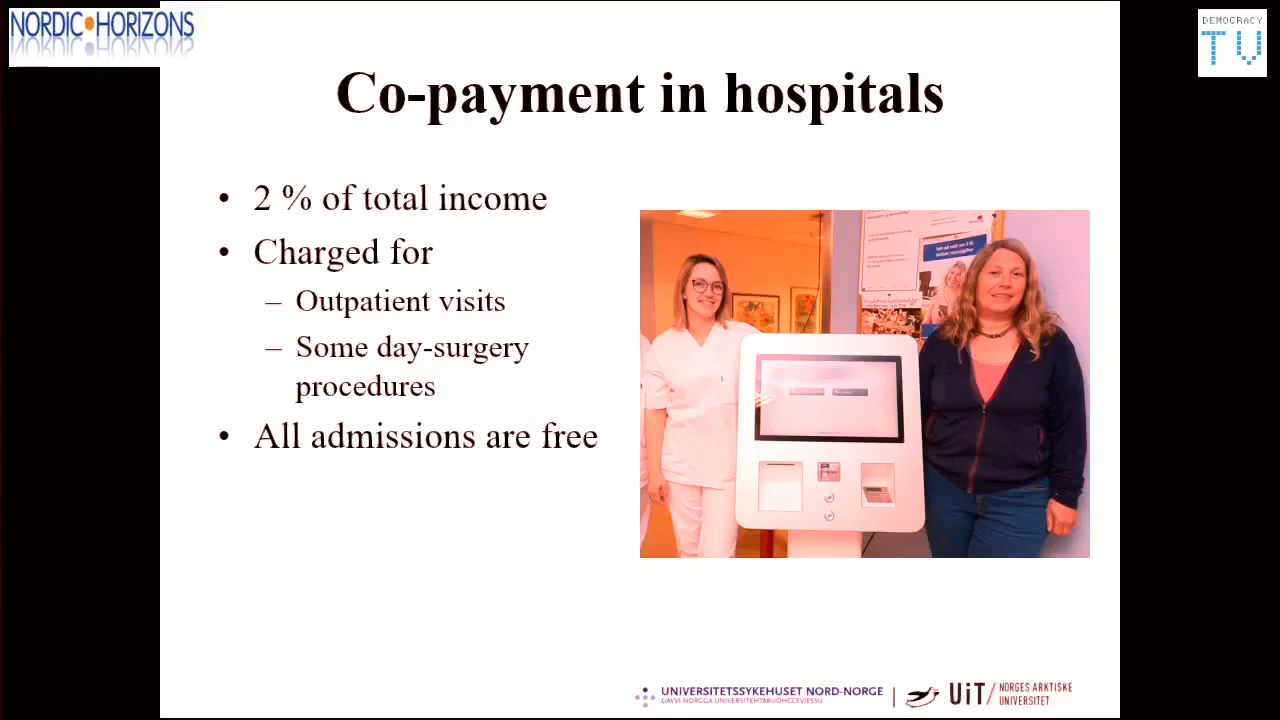 NORDIC•HORIZONS
DEMOCRACY
TV
Co-payment in hospitals
• 2 % of total income
• Charged for
– Outpatient visits
– Some day-surgery
procedures
• All admissions are free
UNIVERSITETSSYKEHUSET NORD-NORGE
DAVVI-NORGGA UNIVERSITEHTABUOHCCEVIESSU
UiT / NORGES ARKTISKE
UNIVERSITET